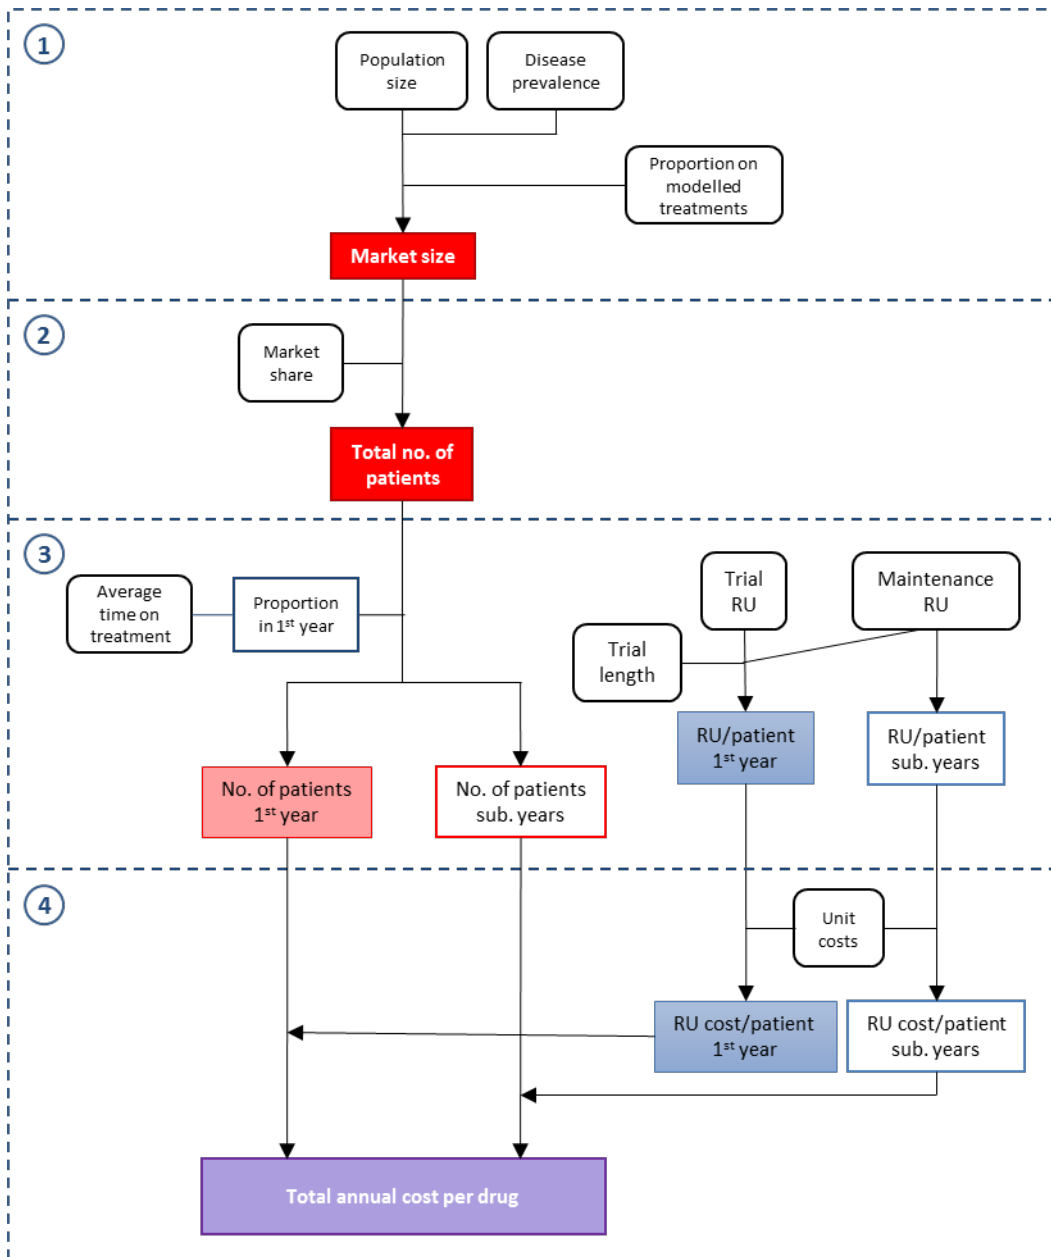 1
Population
size
Disease
prevalence
Proportion on
modelled
treatments
Market size
2
Market
share
Total no. of
patients
3
Average
time on
treatment
Proportion
in 1st year
Trial
RU
Maintenance
RU
Trial
length
RU/patient
1st year
RU/patient
sub. years
No. of patients
1st year
No. of patients
sub. years
4
Unit
costs
RU cost/patient
1st year
RU cost/patient
sub. years
Total annual cost per drug